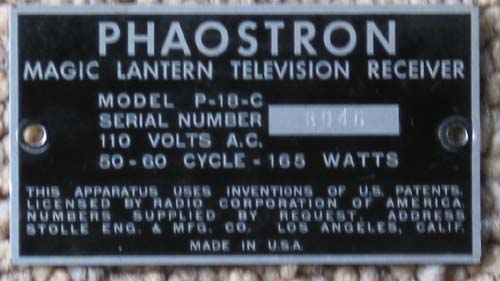 PHAOSTRON
MAGIC LANTERN TELEVISION RECEIVER
MODEL P-18-C
SERIAL NUMBER 8046
110 VOLTS A.C.
50-60 CYCLE - 165 WATTS
THIS APPARATUS USES INVENTIONS OF U.S. PATENTS.
LICENSED BY RADIO CORPORATION OF AMERICA
NUMBERS SUPPLIED BY REQUEST. ADDRESS
STOLLE ENG. & MFG. CO. LOS ANGELES, CALIF.
MADE IN U.S.A.